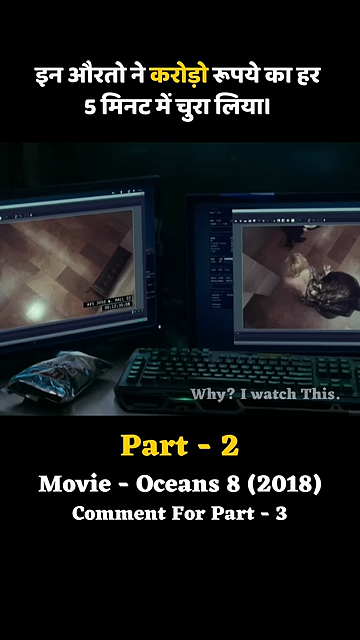 इन औरतो ने करोड़ो रूपये का हर
5 मिनट में चुरा लिया।
Why? I watch This.
Part - 2
Movie - Oceans 8 (2018)
Comment For Part - 3